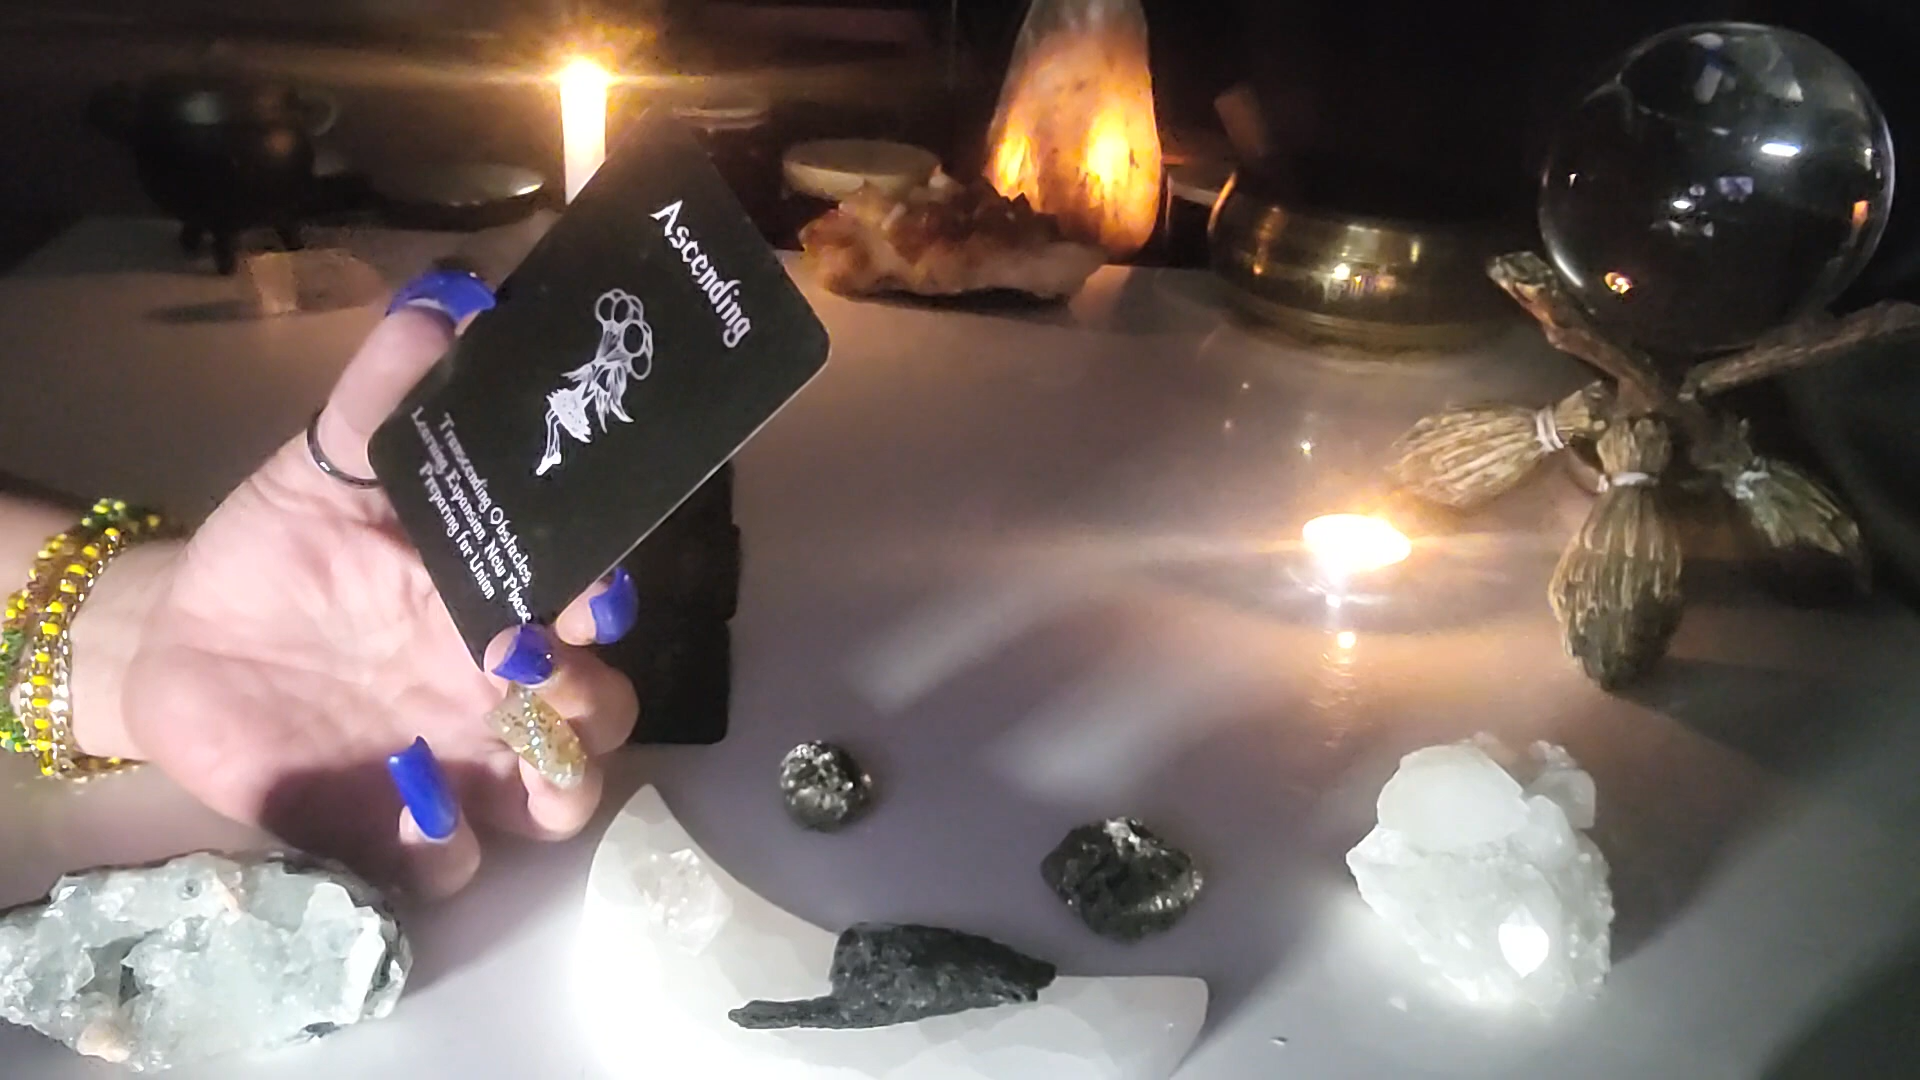 Ascending
Transcending Obstacles,
Learning, Expansion, New Phase
Preparing for Union